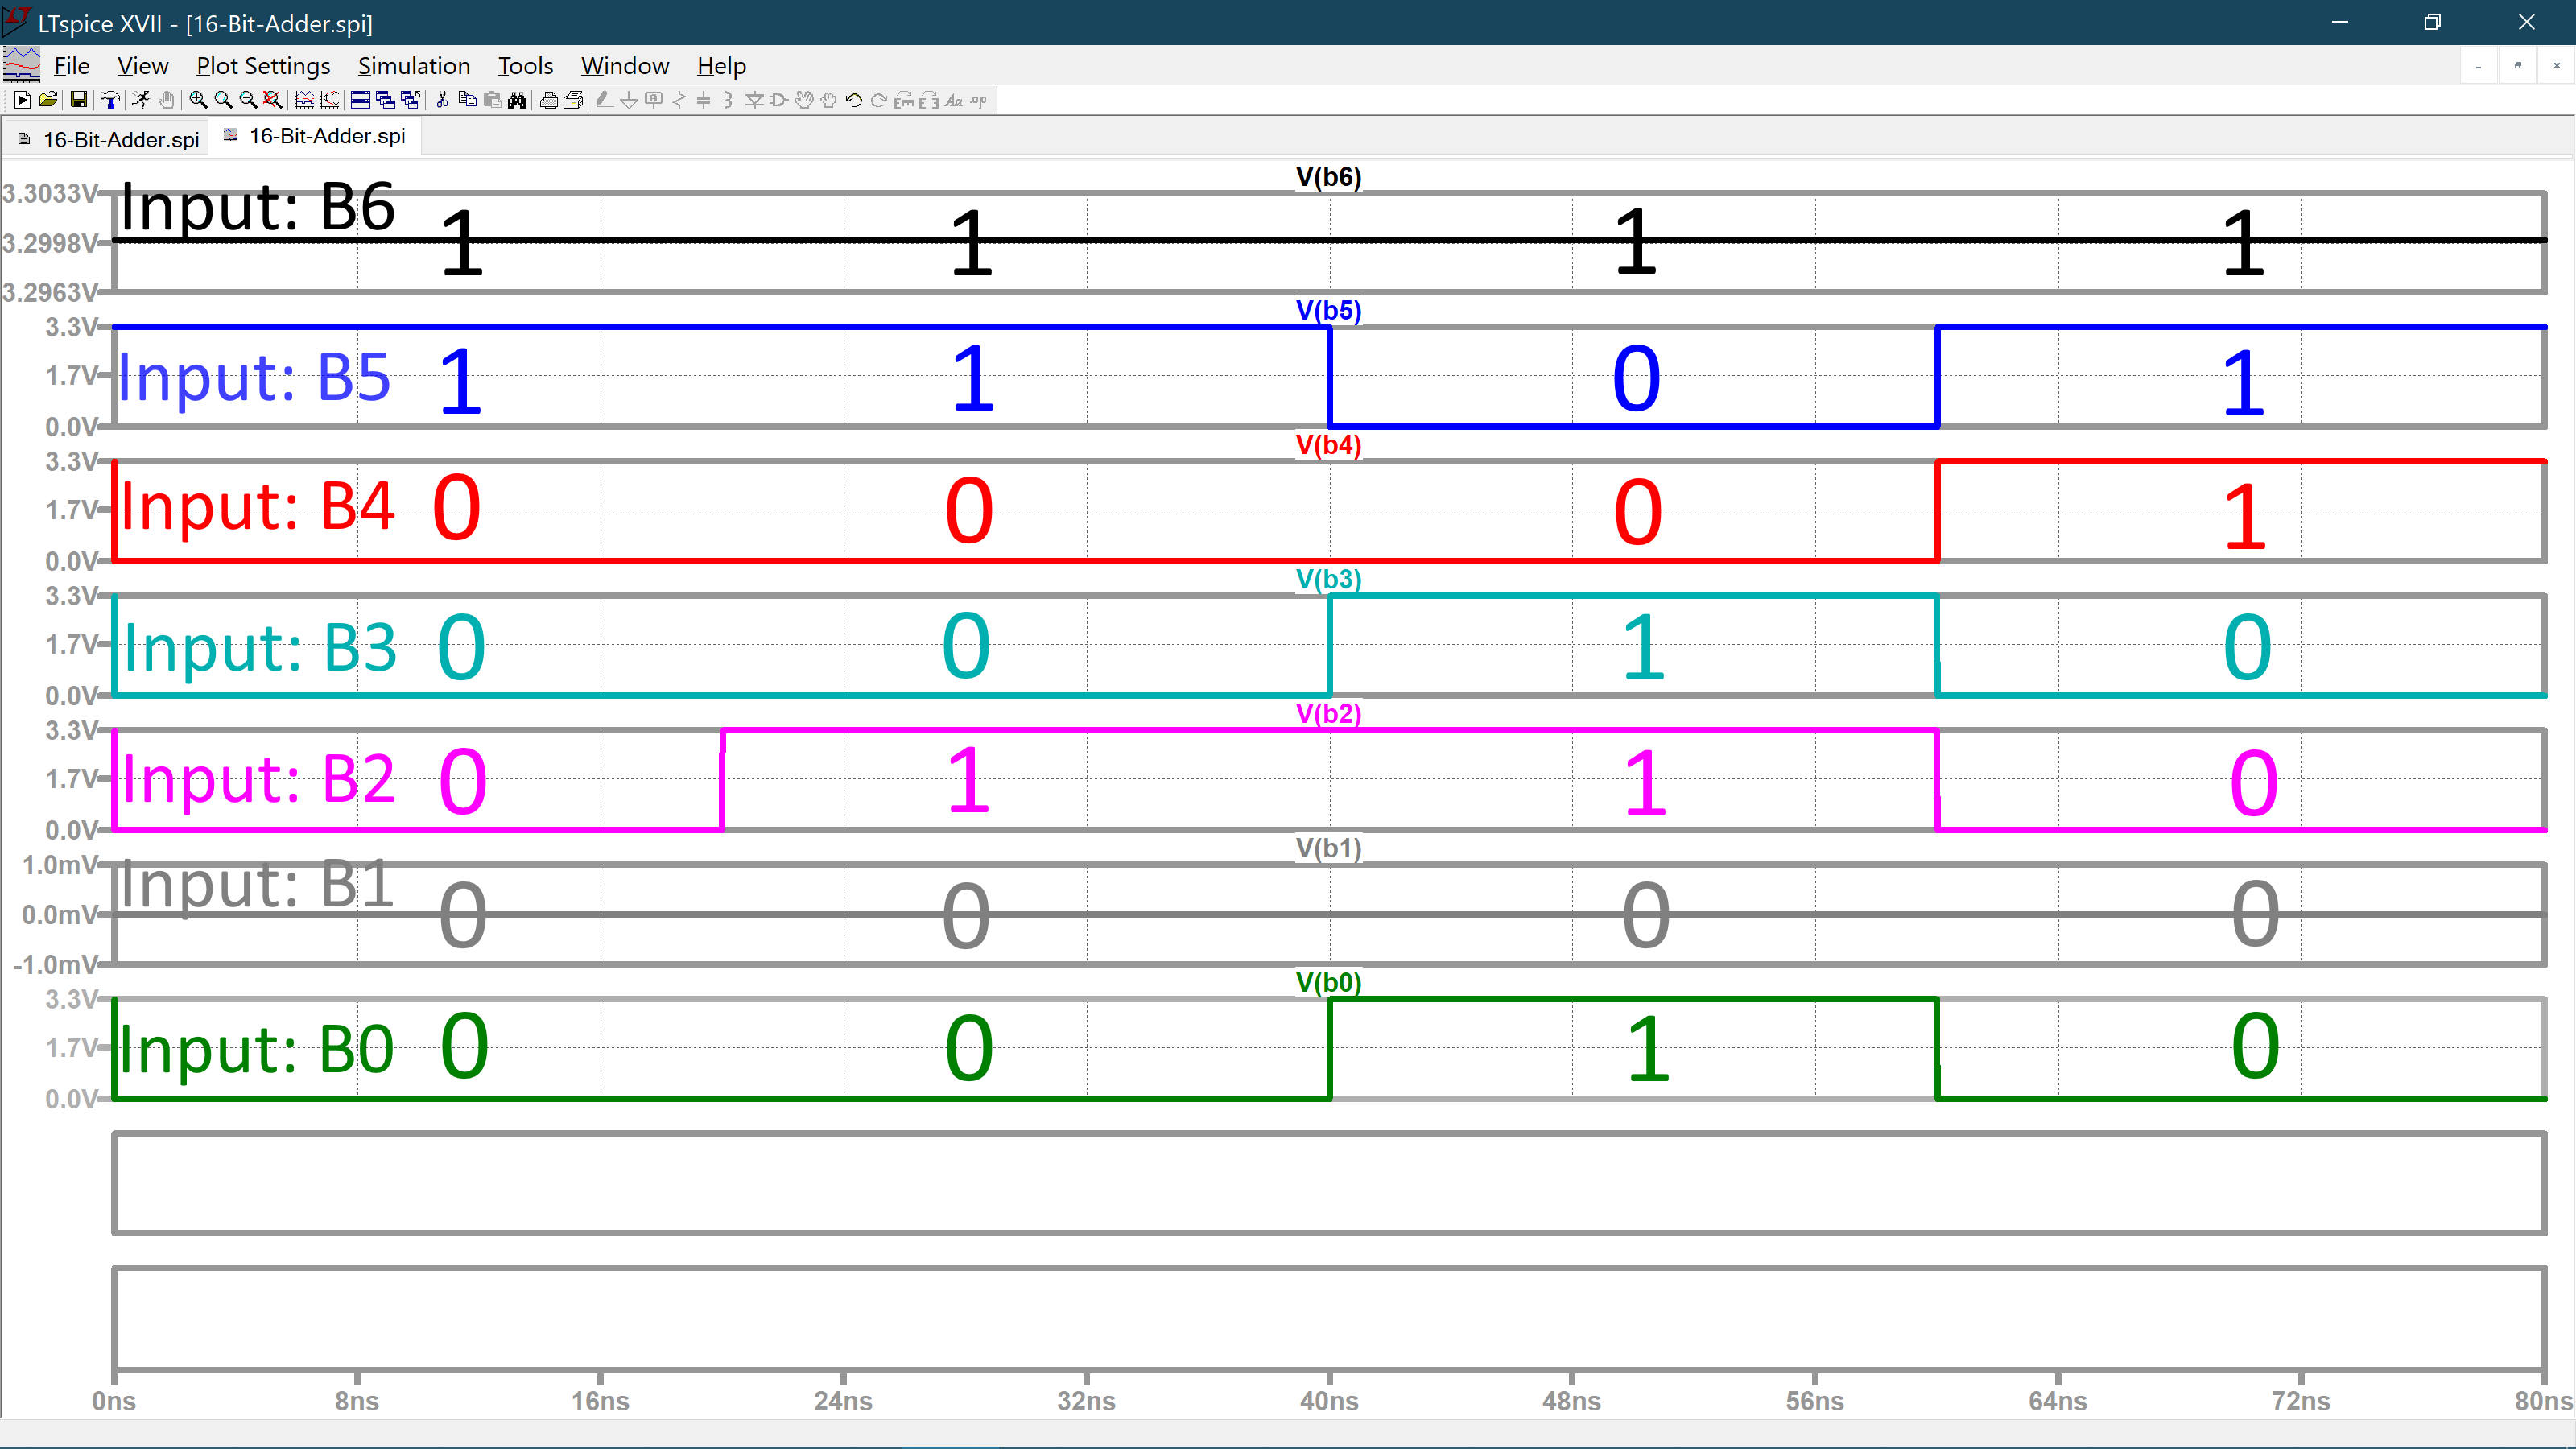 LTspice XVII - [16-Bit-Adder.spi]
File View Plot Settings Simulation Tools Window Help
16-Bit-Adder.spi 16-Bit-Adder.spi
V(b6)
3.3033V
Input: B6 1 1 1 1
3.2998V
3.2963V
V(b5)
3.3V
1.7V Input: B5 1 1 0 1
0.0V
V(b4)
3.3V
1.7V Input: B4 0 0 0 1
0.0V
V(b3)
3.3V
1.7V Input: B3 0 0 1 0
0.0V
V(b2)
3.3V
1.7V Input: B2 0 1 1 0
0.0V
V(b1)
1.0mV
Input: B1
0.0mV 0 0 0 0
-1.0mV
V(b0)
3.3V
1.7V Input: B0 0 0 1 0
0.0V
0ns 8ns 16ns 24ns 32ns 40ns 48ns 56ns 64ns 72ns 80ns